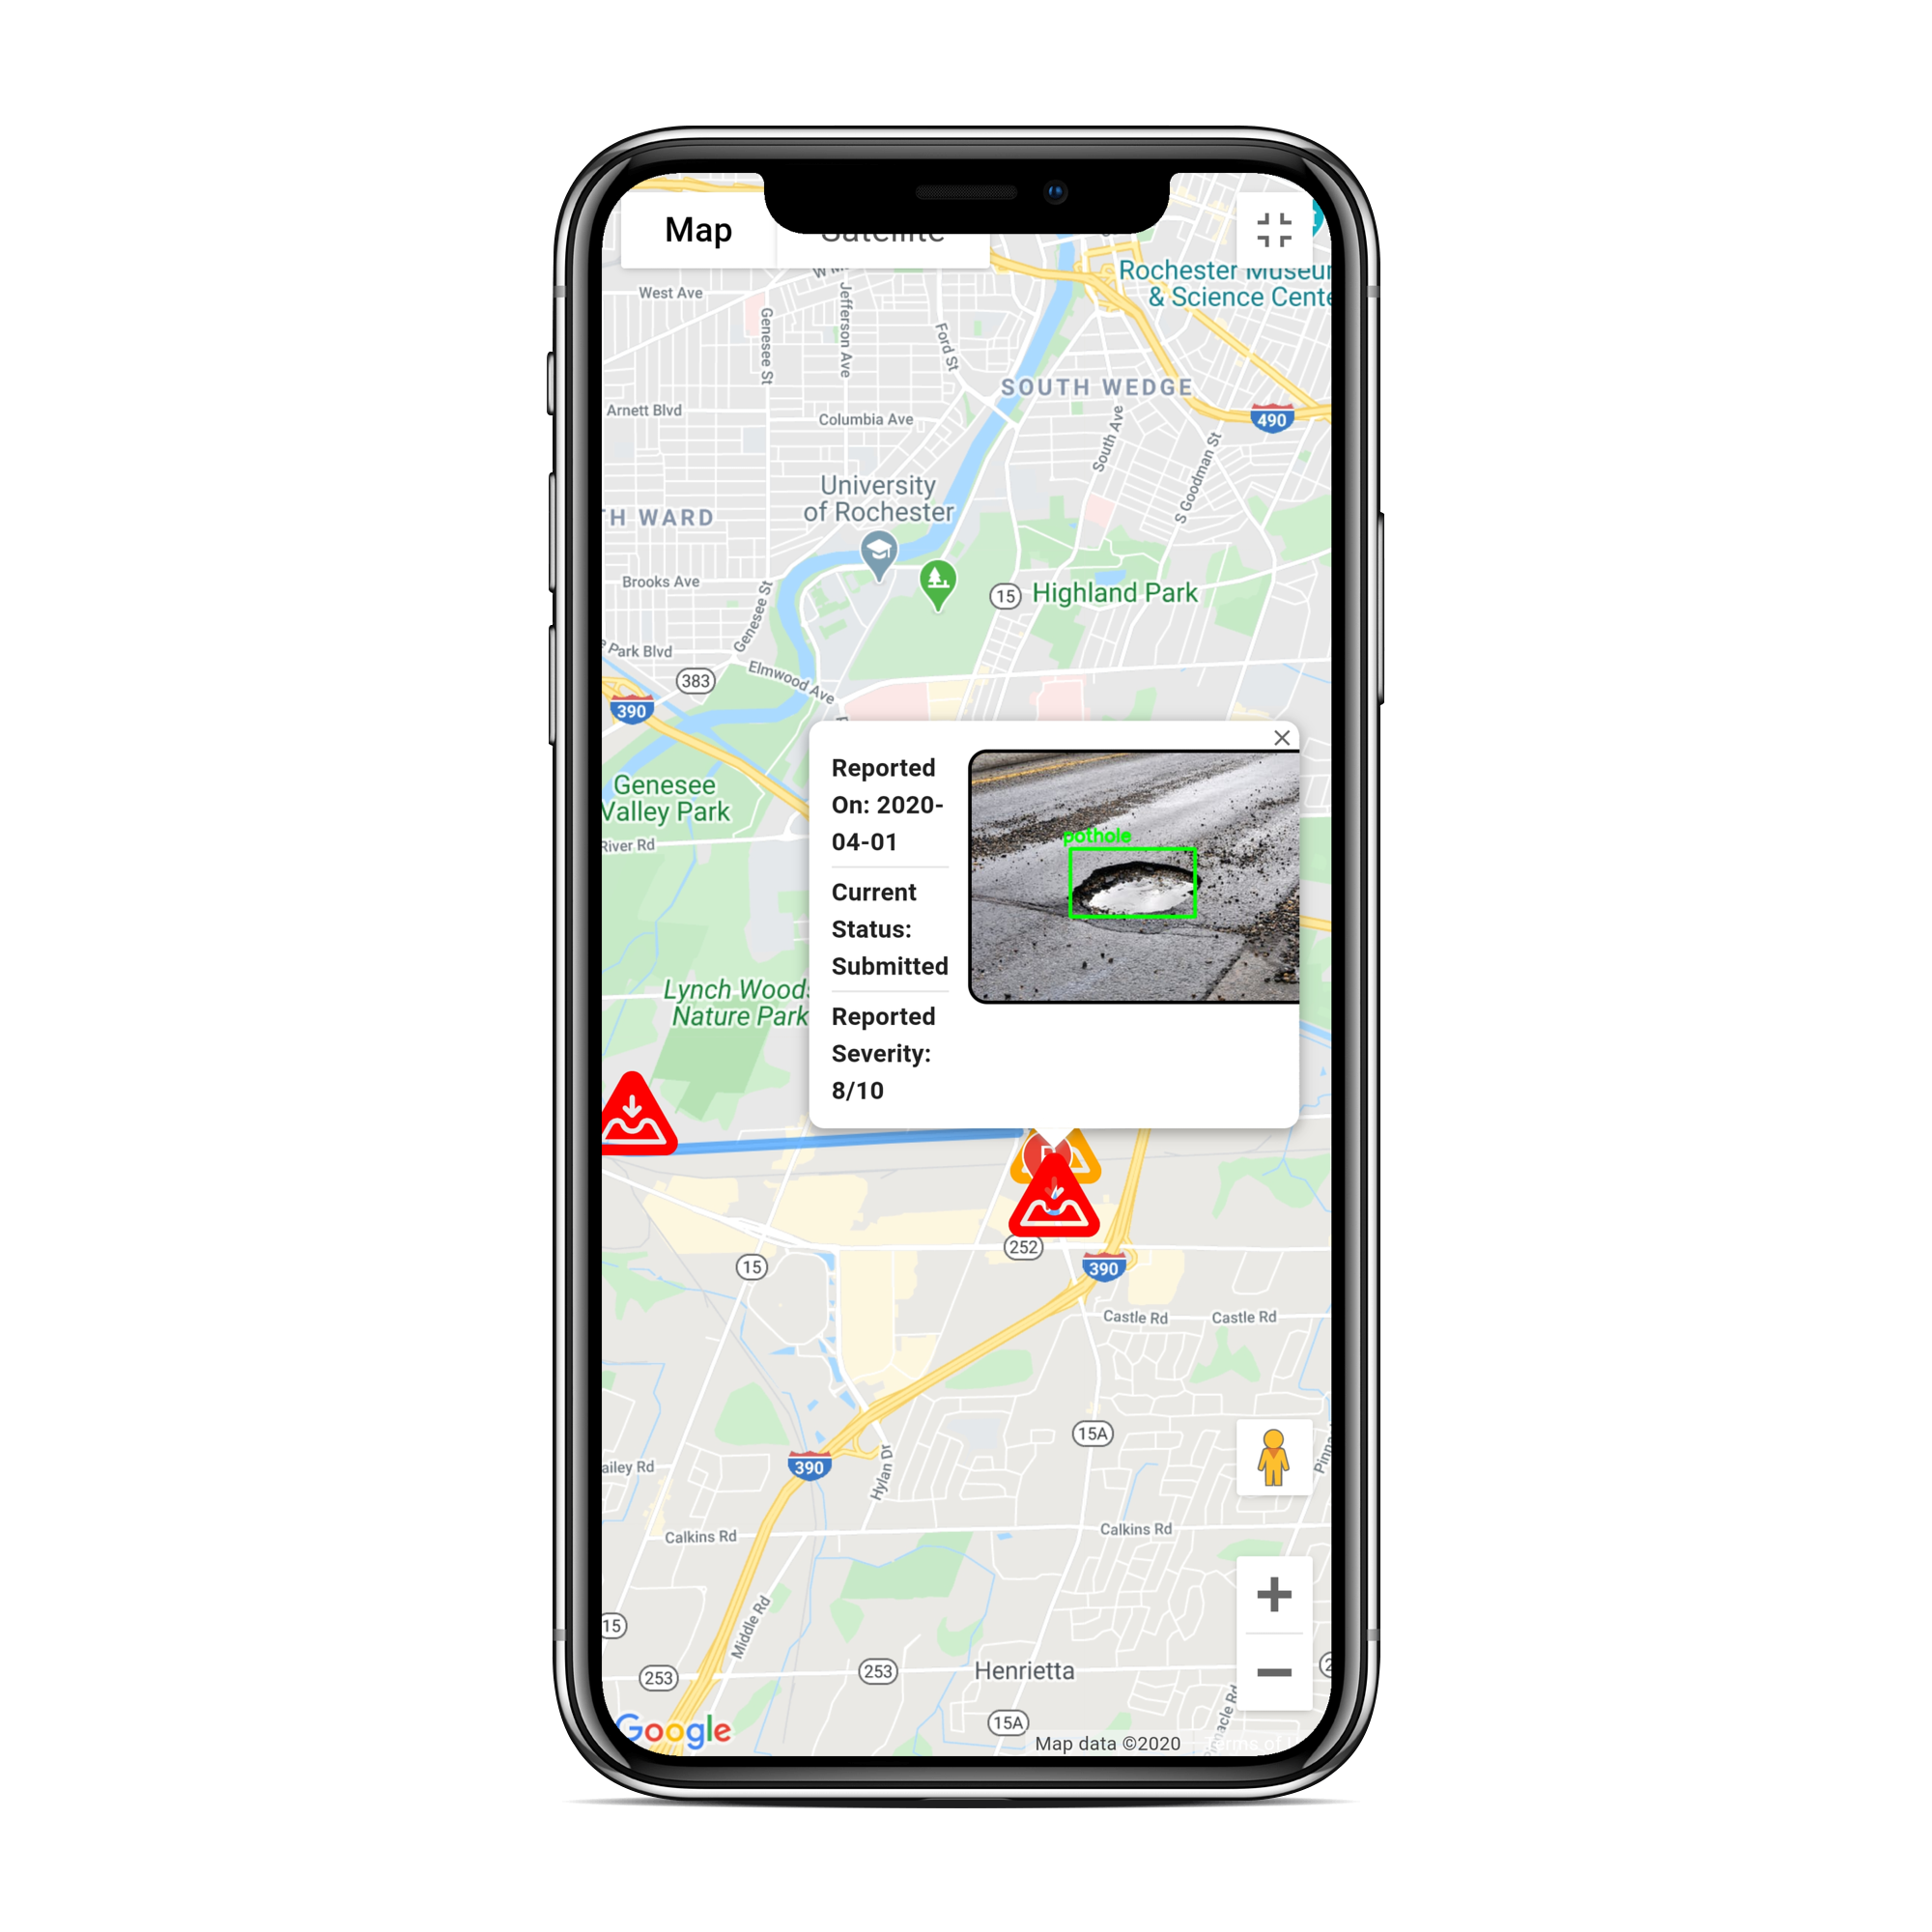 Map
Satellite
Rochester Museum
& Science Cente
West Ave
Genesee St
Jefferson Ave
Ford St
SOUTH WEDGE
490
Arnett Blvd
Columbia Ave
South Ave
S Goodman St
University
of Rochester
TH WARD
Brooks Ave
Genesee St
15
Highland Park
Park Blvd
383
Elmwood Ave
390
Reported
On: 2020-
04-01
Current
Status:
Submitted
Reported
Severity:
8/10
pothole
Genesee
Valley Park
River Rd
Lynch Woods
Nature Park
252
15
390
Castle Rd
Castle Rd
15A
390
ailey Rd
Hylan Dr
Calkins Rd
Calkins Rd
Middle Rd
15
253
253
Henrietta
15A
Google
Map data ©2020
Terms of